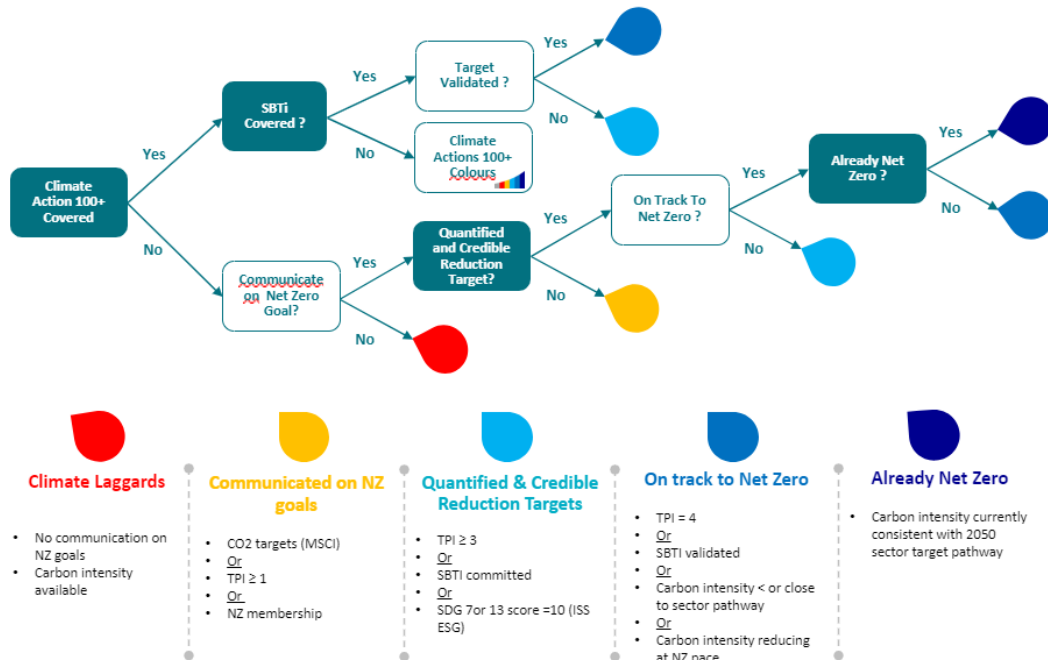 Yes
Target
Validated ?
Yes
No
SBTi
Covered ?
Yes
No
Climate
Actions 100+
Colours
Climate
Action 100+
Covered
Yes
No
Communicate
on Net Zero
Goal?
Yes
No
Quantified
and Credible
Reduction
Target?
Yes
No
On Track To
Net Zero ?
Yes
No
Already Net
Zero ?
Yes
No
Climate Laggards
• No communication on
NZ goals
• Carbon intensity
available
Communicated on NZ
goals
• CO2 targets (MSCI)
• Or
• TPI ≥ 1
• Or
• NZ membership
Quantified & Credible
Reduction Targets
• TPI ≥ 3
• Or
• SBTI committed
• Or
• SDG 7or 13 score =10 (ISS
ESG)
On track to Net Zero
• TPI = 4
• Or
• SBTI validated
• Or
• Carbon intensity < or close
to sector pathway
• Or
• Carbon intensity reducing
at NZ pace
Already Net Zero
• Carbon intensity currently
consistent with 2050
sector target pathway